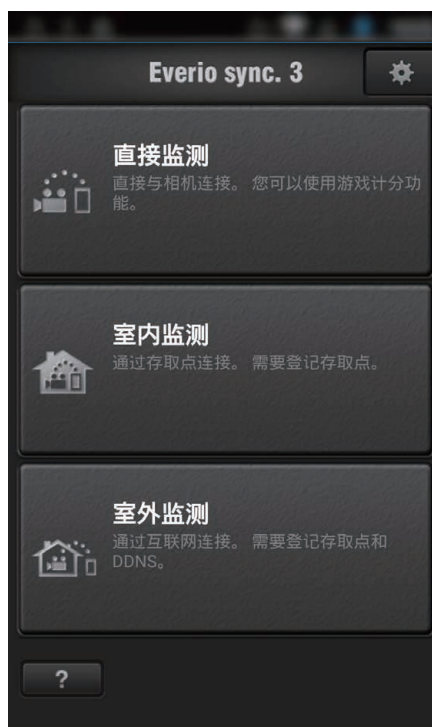 Everio sync. 3
直接监测
直接与相机连接。 您可以使用游戏计分功
能。
室内监测
通过存取点连接。 需要登记存取点。
室外监测
通过互联网连接。 需要登记存取点和
DDNS。
?